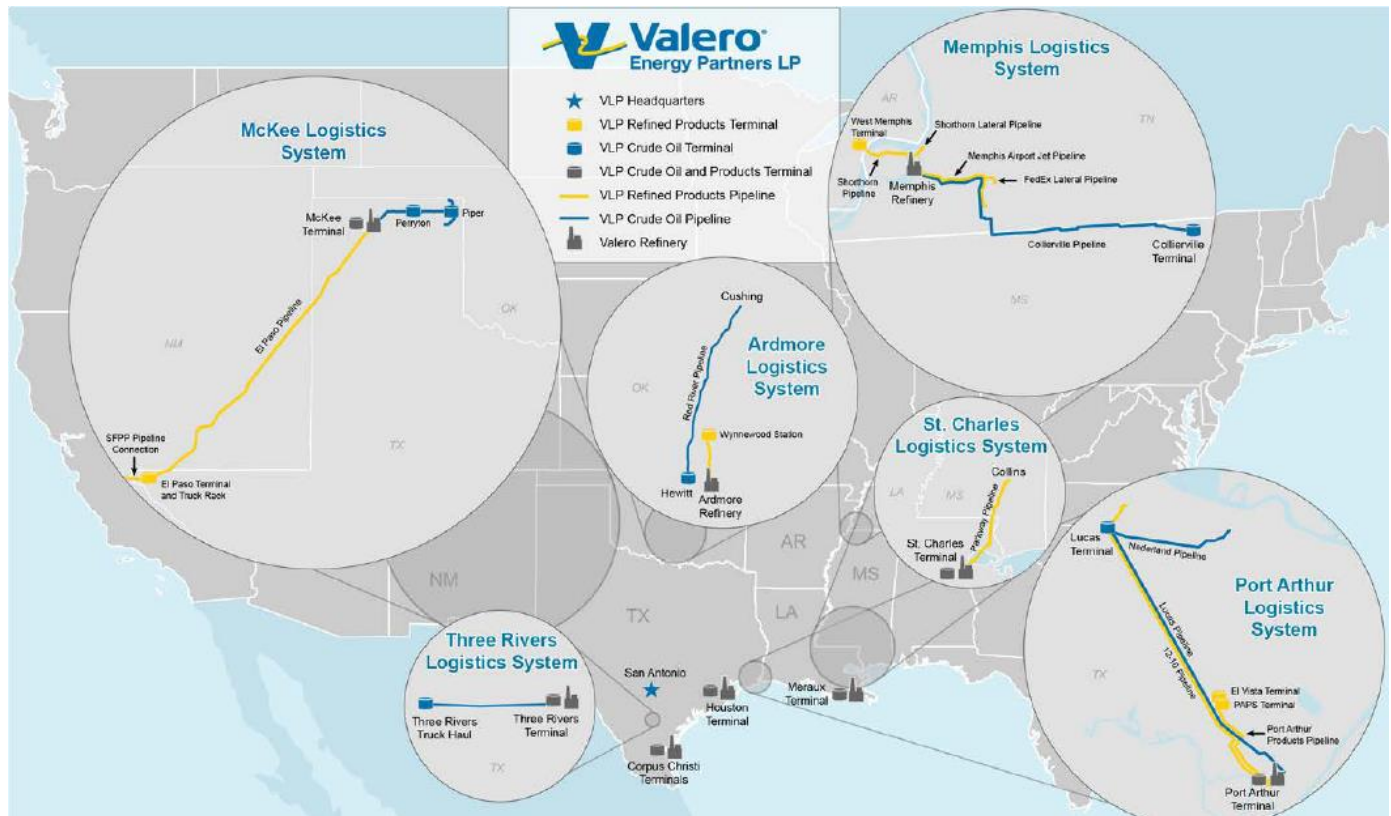 Valero®
Energy Partners LP
VLP Headquarters
VLP Refined Products Terminal
VLP Crude Oil Terminal
VLP Crude Oil and Products Terminal
VLP Refined Products Pipeline
VLP Crude Oil Pipeline
Valero Refinery
McKee Logistics
System
McKee
Terminal
Perryton
Piper
El Paso Pipeline
NM
OK
TX
SFPP Pipeline
Connection
El Paso Terminal
and Truck Rack
Memphis Logistics
System
AR
TN
West Memphis
Terminal
Shorthorn Lateral Pipeline
Memphis Airport Jet Pipeline
FedEx Lateral Pipeline
Shorthorn
Pipeline
Memphis
Refinery
Collierville Pipeline
Collierville
Terminal
MS
Ardmore
Logistics
System
Cushing
OK
Red River Pipeline
Wynnewood Station
Hewitt
Ardmore
Refinery
St. Charles
Logistics System
Collins
LA
MS
Parkway Pipeline
St. Charles
Terminal
Port Arthur
Logistics
System
Lucas
Terminal
Nederland Pipeline
Lucas Pipeline
12-10 Pipeline
TX
El Vista Terminal
PAPS Terminal
Port Arthur
Products Pipeline
Port Arthur
Terminal
Three Rivers
Logistics System
Three Rivers
Truck Haul
Three Rivers
Terminal
TX
NM
TX
AR
MS
LA
San Antonio
Houston
Terminal
Meraux
Terminal
Corpus Christi
Terminals